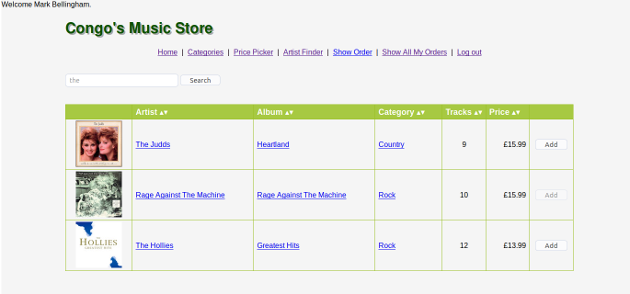 Welcome Mark Bellingham.
Congo's Music Store
Home | Categories | Price Picker | Artist Finder | Show Order | Show All My Orders | Log out
the Search
Artist ▲▼ Album ▲▼ Category ▲▼ Tracks ▲▼ Price ▲▼
The Judds Heartland Country 9 £15.99 Add
Rage Against The Machine Rage Against The Machine Rock 10 £15.99 Add
HOLLIES
The Hollies Greatest Hits Rock 12 £13.99 Add